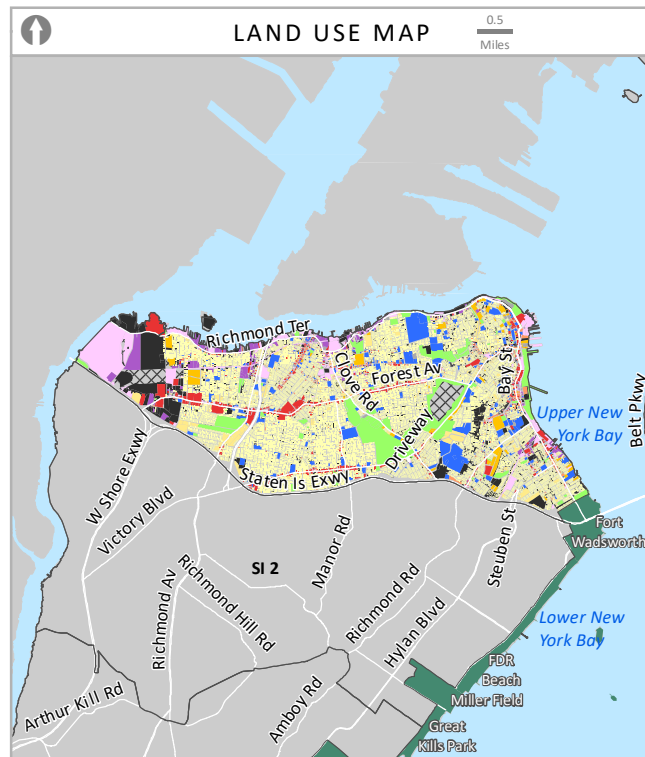 LAND USE MAP
0.5
Miles
Richmond Ter
Clove Rd
Forest Av
Bay St
Driveway
Upper New
York Bay
Belt Pkwy
W Shore Exwy
Victory Blvd
Staten Is Exwy
Fort
Wadsworth
Steuben St
SI 2
Manor Rd
Richmond Av
Richmond Hill Rd
Richmond Rd
Hylan Blvd
Lower New
York Bay
FDR
Beach
Miller Field
Arthur Kill Rd
Amboy Rd
Great
Kills Park